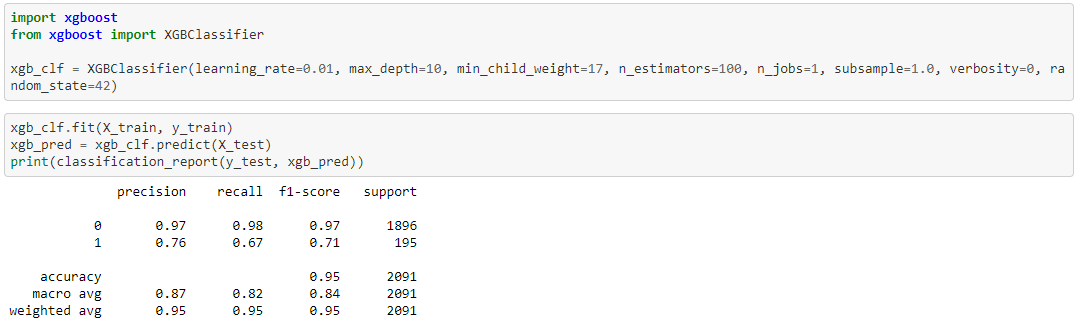 import xgboost
from xgboost import XGBClassifier
xgb_clf = XGBClassifier(learning_rate=0.01, max_depth=10, min_child_weight=17, n_estimators=100, n_jobs=1, subsample=1.0, verbosity=0, ra
ndom_state=42)
xgb_clf.fit(X_train, y_train)
xgb_pred = xgb_clf.predict(X_test)
print(classification_report(y_test, xgb_pred))
precision recall f1-score support
0 0.97 0.98 0.97 1896
1 0.76 0.67 0.71 195
accuracy 0.95 2091
macro avg 0.87 0.82 0.84 2091
weighted avg 0.95 0.95 0.95 2091